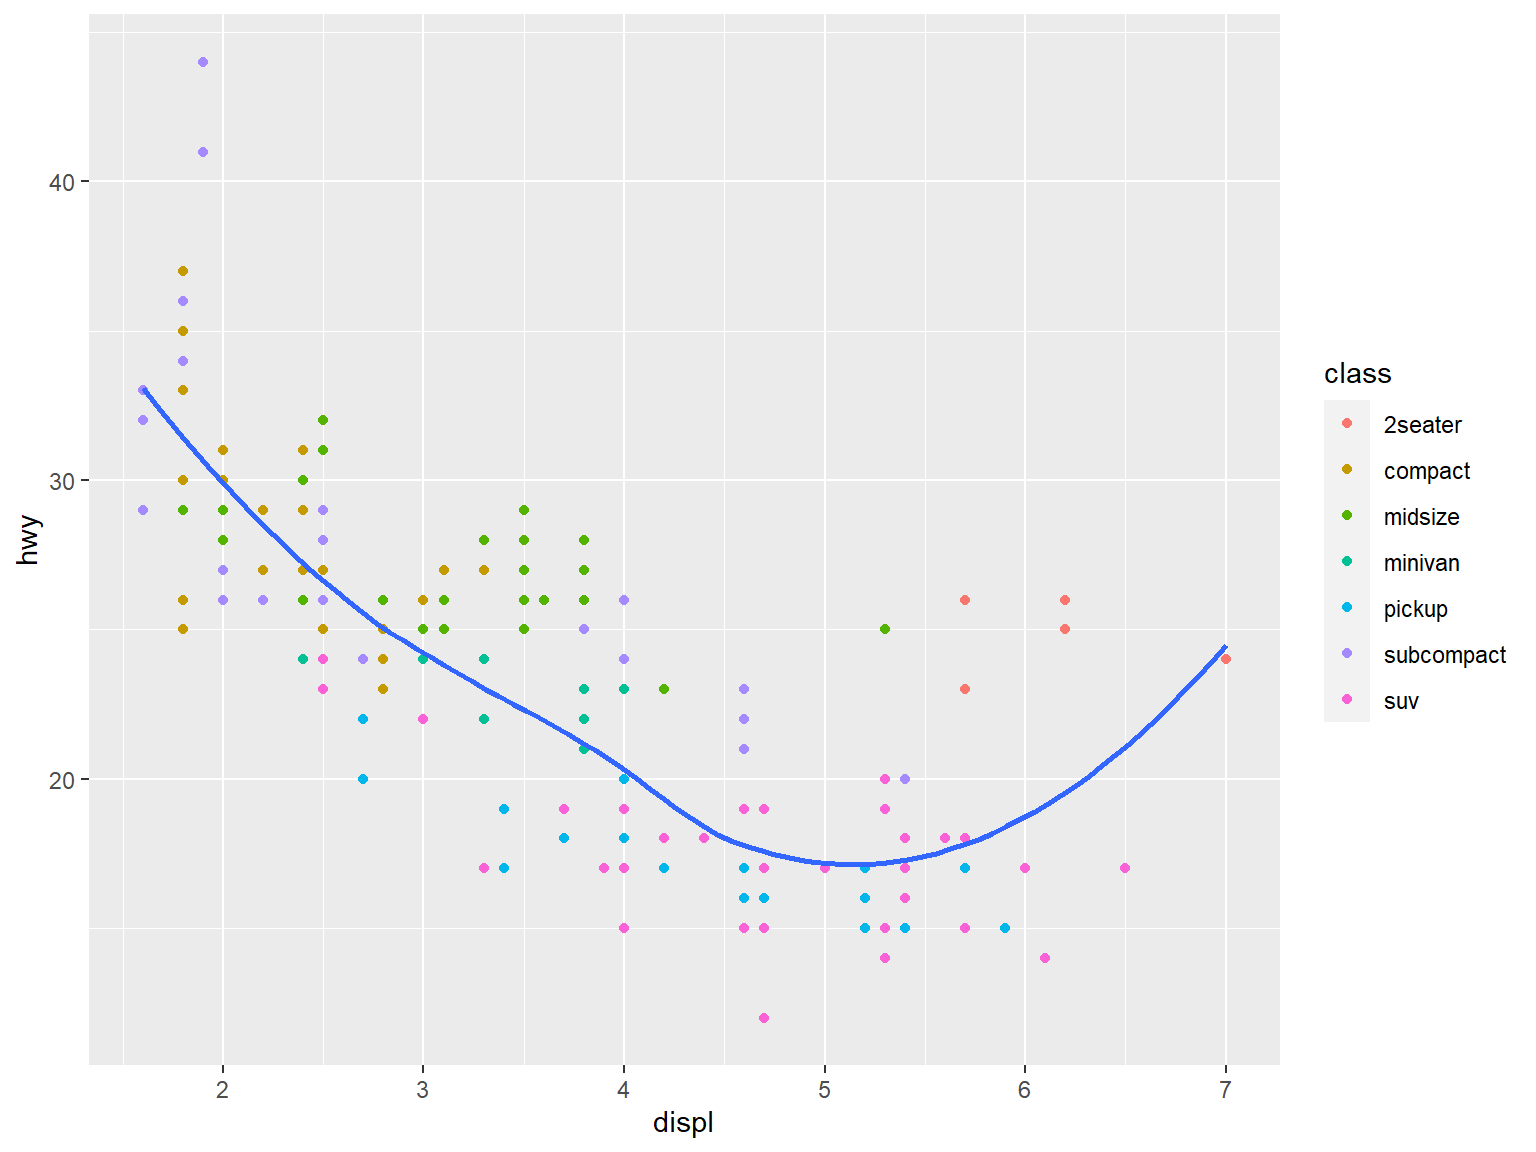 hwy
40
30
20
2 3 4 5 6 7
displ
class
2seater
compact
midsize
minivan
pickup
subcompact
suv